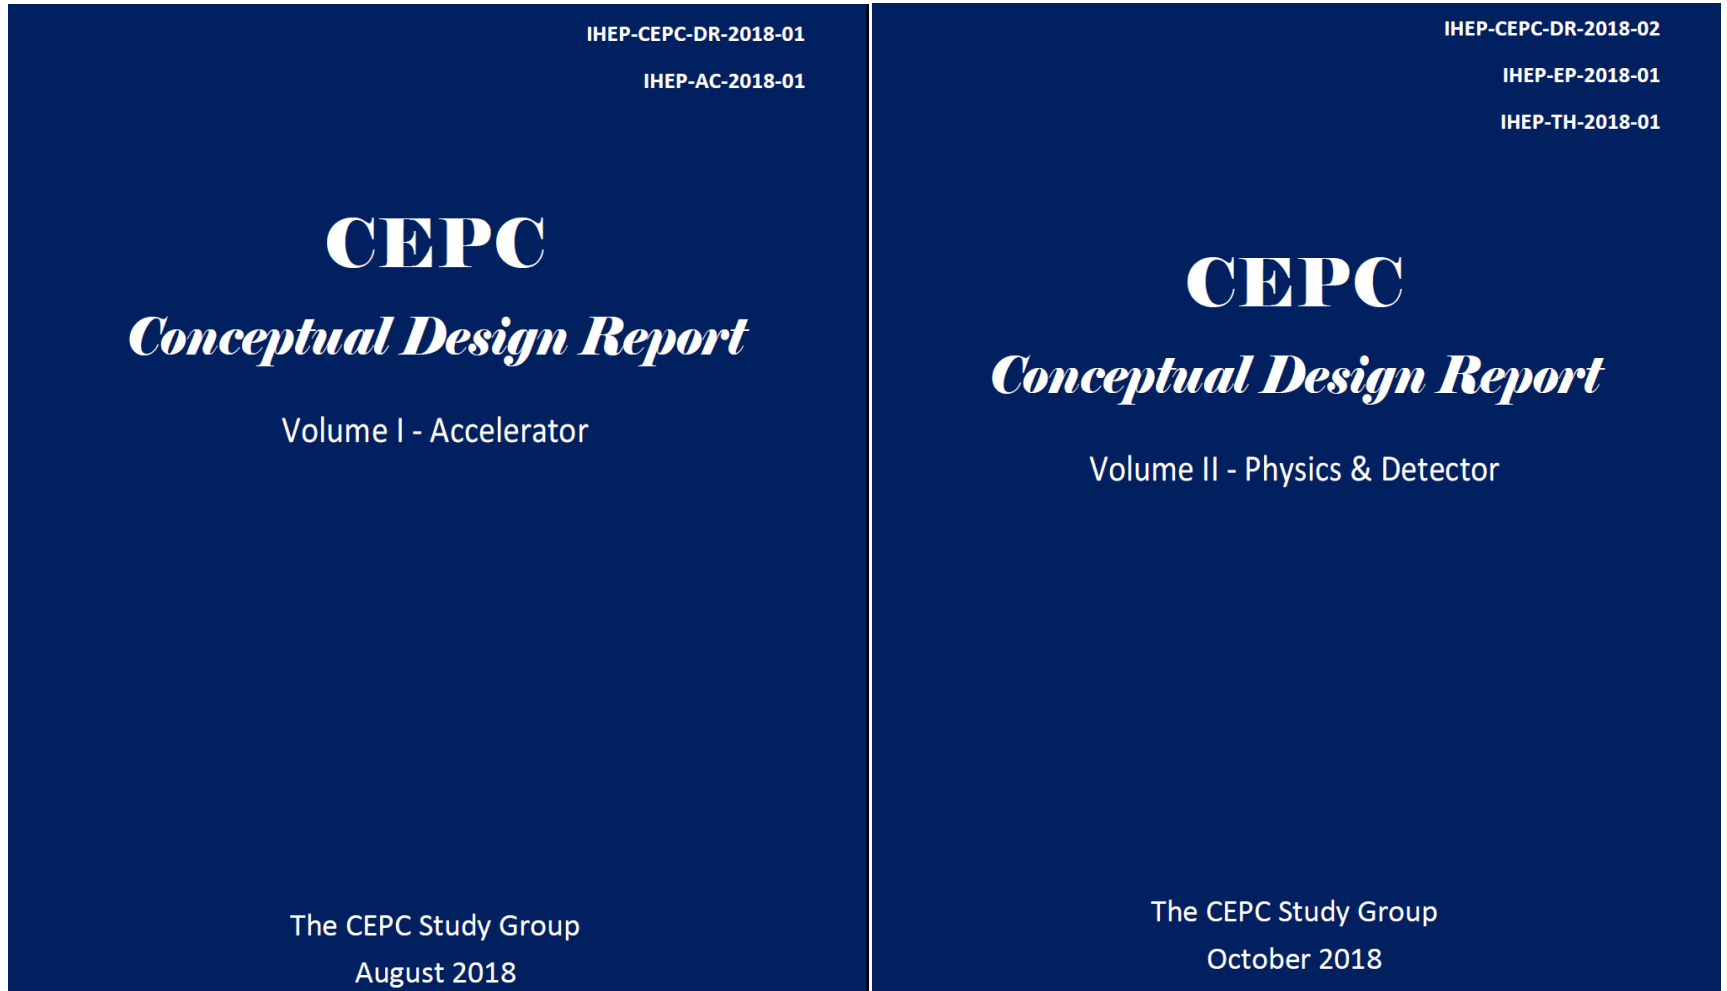 IHEP-CEPC-DR-2018-01
IHEP-AC-2018-01
CEPC
Conceptual Design Report
Volume I - Accelerator
The CEPC Study Group
August 2018
IHEP-CEPC-DR-2018-02
IHEP-EP-2018-01
IHEP-TH-2018-01
CEPC
Conceptual Design Report
Volume II - Physics & Detector
The CEPC Study Group
October 2018